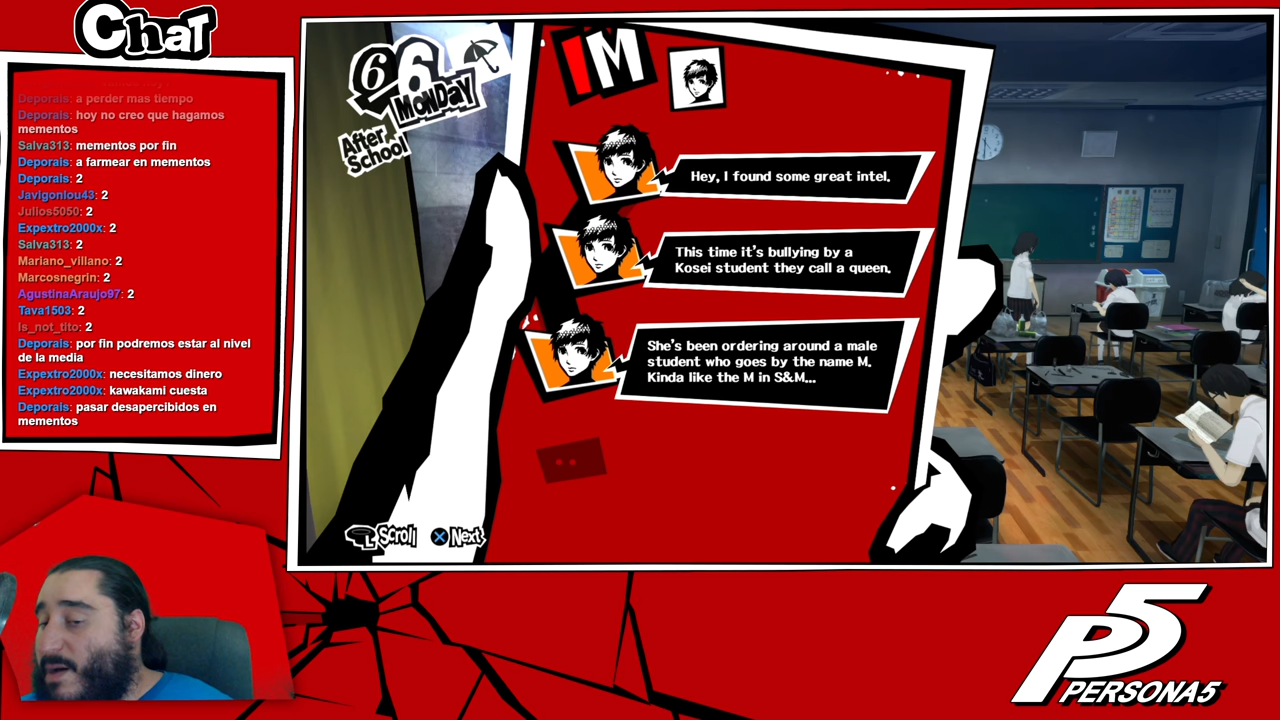 ChaT
Deporais: a perder mas tiempo
Deporais: hoy no creo que hagamos
mementos
Salva313: mementos por fin
Deporais: a farmear en mementos
Deporais: 2
Javigoniou43: 2
Julios5050: 2
Expextro2000x: 2
Salva313: 2
Mariano_villano: 2
Marcosnegrin: 2
AgustinaAraujo97: 2
Tava1503: 2
Is_not_tito: 2
Deporais: por fin podremos estar al nivel
de la media
Expextro2000x: necesitamos dinero
Expextro2000x: kawakami cuesta
Deporais: pasar desapercibidos en
mementos
6 6
MONDAY
After
School
IM
Hey, I found some great intel.
This time it's bullying by a
Kosei student they call a queen.
She's been ordering around a male
student who goes by the name M.
Kinda like the M in S&M...
L Scroll
Next
P5
PERSONA5